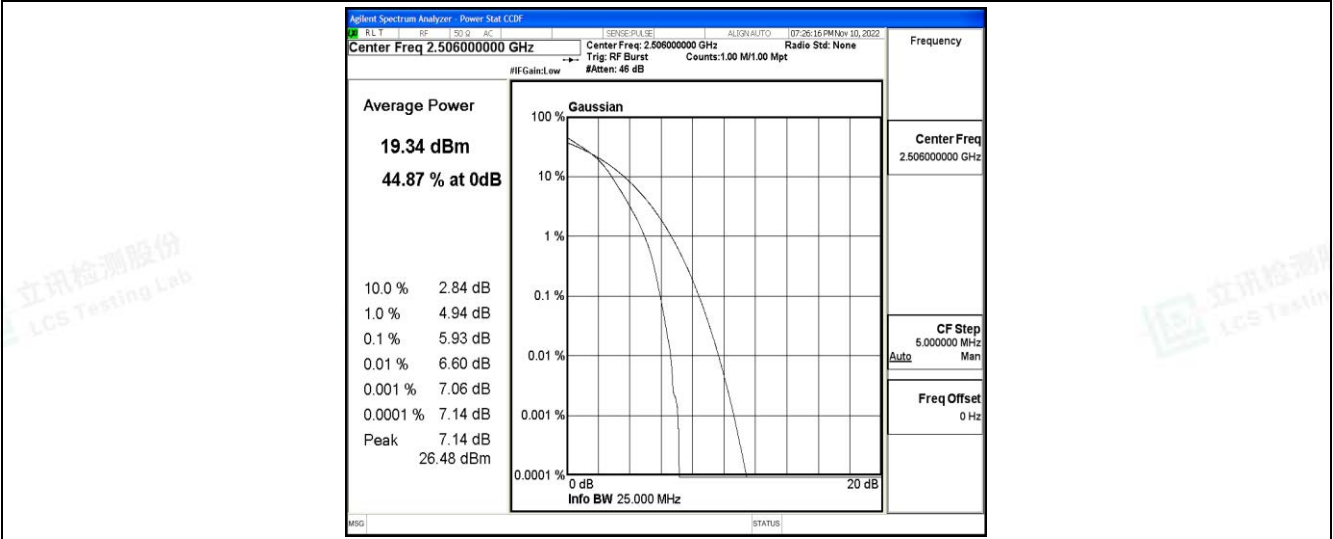 Agilent Spectrum Analyzer - Power Stat CCDF
RLT RF 50 Ω AC SENSE:PULSE ALIGN AUTO 07:26:16 PM Nov 10, 2022
Center Freq 2.506000000 GHz
Center Freq: 2.506000000 GHz Radio Std: None
Trig: RF Burst Counts:1.00 M/1.00 Mpt
#IFGain:Low #Atten: 46 dB
Frequency
Average Power
19.34 dBm
44.87 % at 0dB
10.0 % 2.84 dB
1.0 % 4.94 dB
0.1 % 5.93 dB
0.01 % 6.60 dB
0.001 % 7.06 dB
0.0001 % 7.14 dB
Peak 7.14 dB
26.48 dBm
Gaussian
100 %
10 %
1 %
0.1 %
0.01 %
0.001 %
0.0001 %
0 dB 20 dB
Info BW 25.000 MHz
Center Freq
2.506000000 GHz
CF Step
5.000000 MHz
Auto Man
Freq Offset
0 Hz
MSG STATUS
立讯检测股份
LCS Testing Lab
立讯检测
LCS Testin